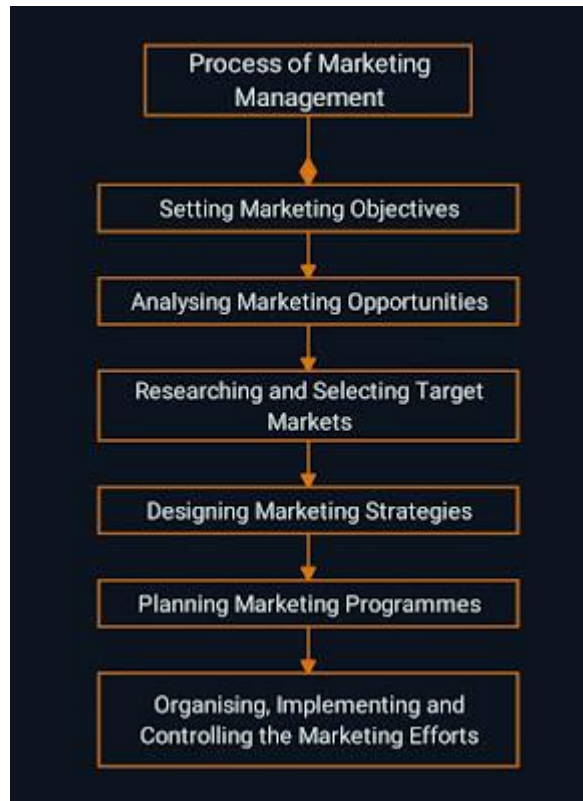 Process of Marketing
Management
Setting Marketing Objectives
Analysing Marketing Opportunities
Researching and Selecting Target
Markets
Designing Marketing Strategies
Planning Marketing Programmes
Organising, Implementing and
Controlling the Marketing Efforts